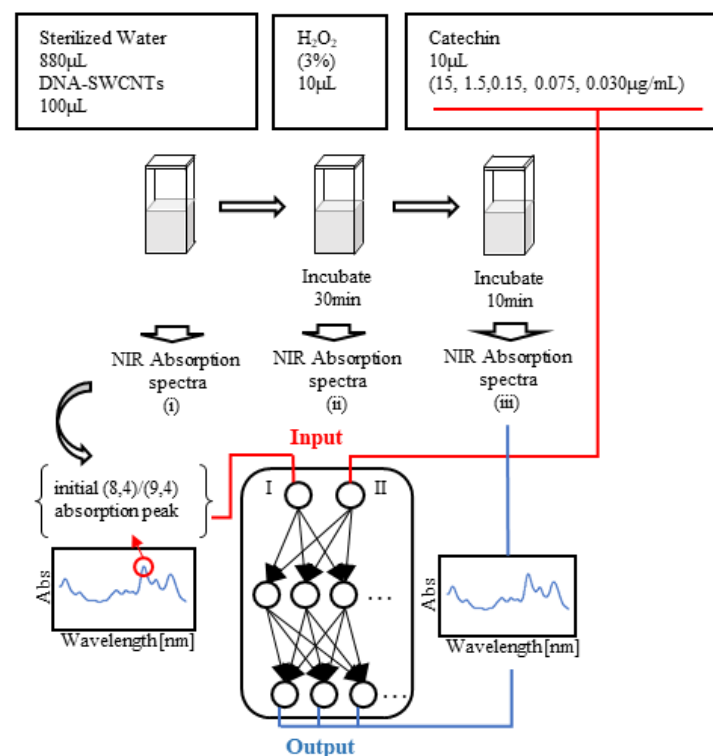 Sterilized Water
880μL
DNA-SWCNTs
100μL
H₂O₂
(3%)
10μL
Catechin
10μL
(15, 1.5,0.15, 0.075, 0.030μg/mL)
Incubate
30min
Incubate
10min
NIR Absorption
spectra
(i)
NIR Absorption
spectra
(ii)
NIR Absorption
spectra
(iii)
Input
initial (8,4)/(9,4)
absorption peak
I
II
...
...
Abs
Wavelength[nm]
Abs
Wavelength[nm]
Output